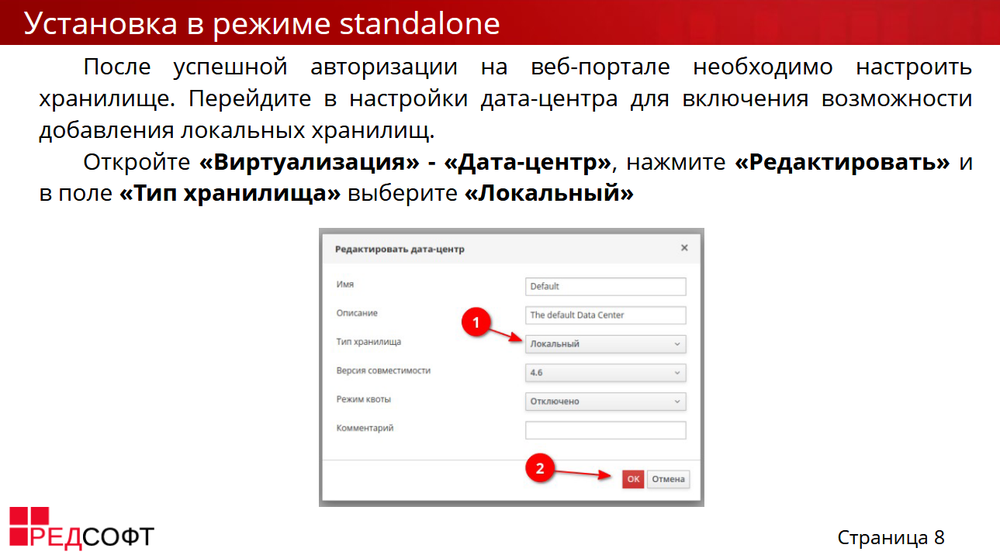 Установка в режиме standalone
После успешной авторизации на веб-портале необходимо настроить
хранилище. Перейдите в настройки дата-центра для включения возможности
добавления локальных хранилищ.
Откройте «Виртуализация» - «Дата-центр», нажмите «Редактировать» и
в поле «Тип хранилища» выберите «Локальный»
Редактировать дата-центр ×
Имя Default
Описание The default Data Center
1
Тип хранилища Локальный
Версия совместимости 4.6
Режим квоты Отключено
Комментарий
2
OK Отмена
РЕДСОФТ
Страница 8